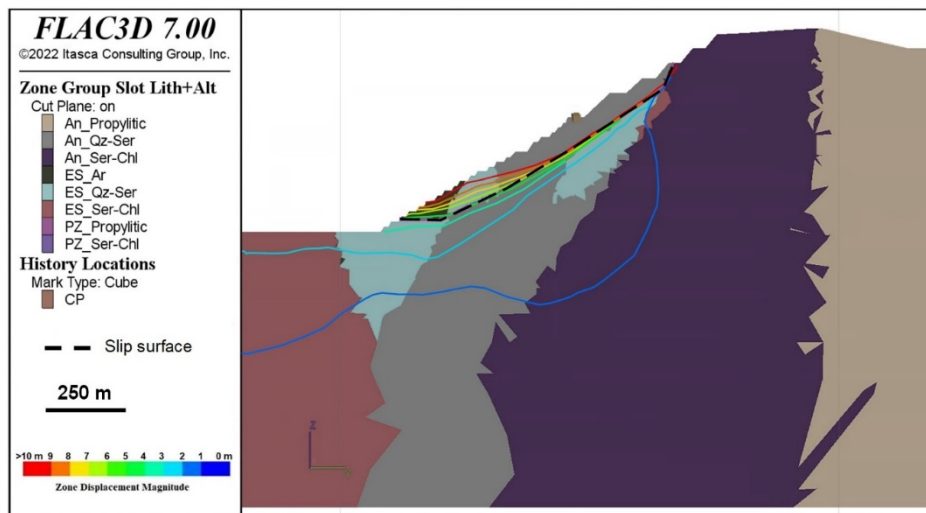 FLAC3D 7.00
©2022 Itasca Consulting Group, Inc.
Zone Group Slot Lith+Alt
Cut Plane: on
An_Propylitic
An_Qz-Ser
An_Ser-Chl
ES_Ar
ES_Qz-Ser
ES_Ser-Chl
PZ_Propylitic
PZ_Ser-Chl
History Locations
Mark Type: Cube
CP
Slip surface
250 m
>10 m 9 8 7 6 5 4 3 2 1 0 m
Zone Displacement Magnitude
Z